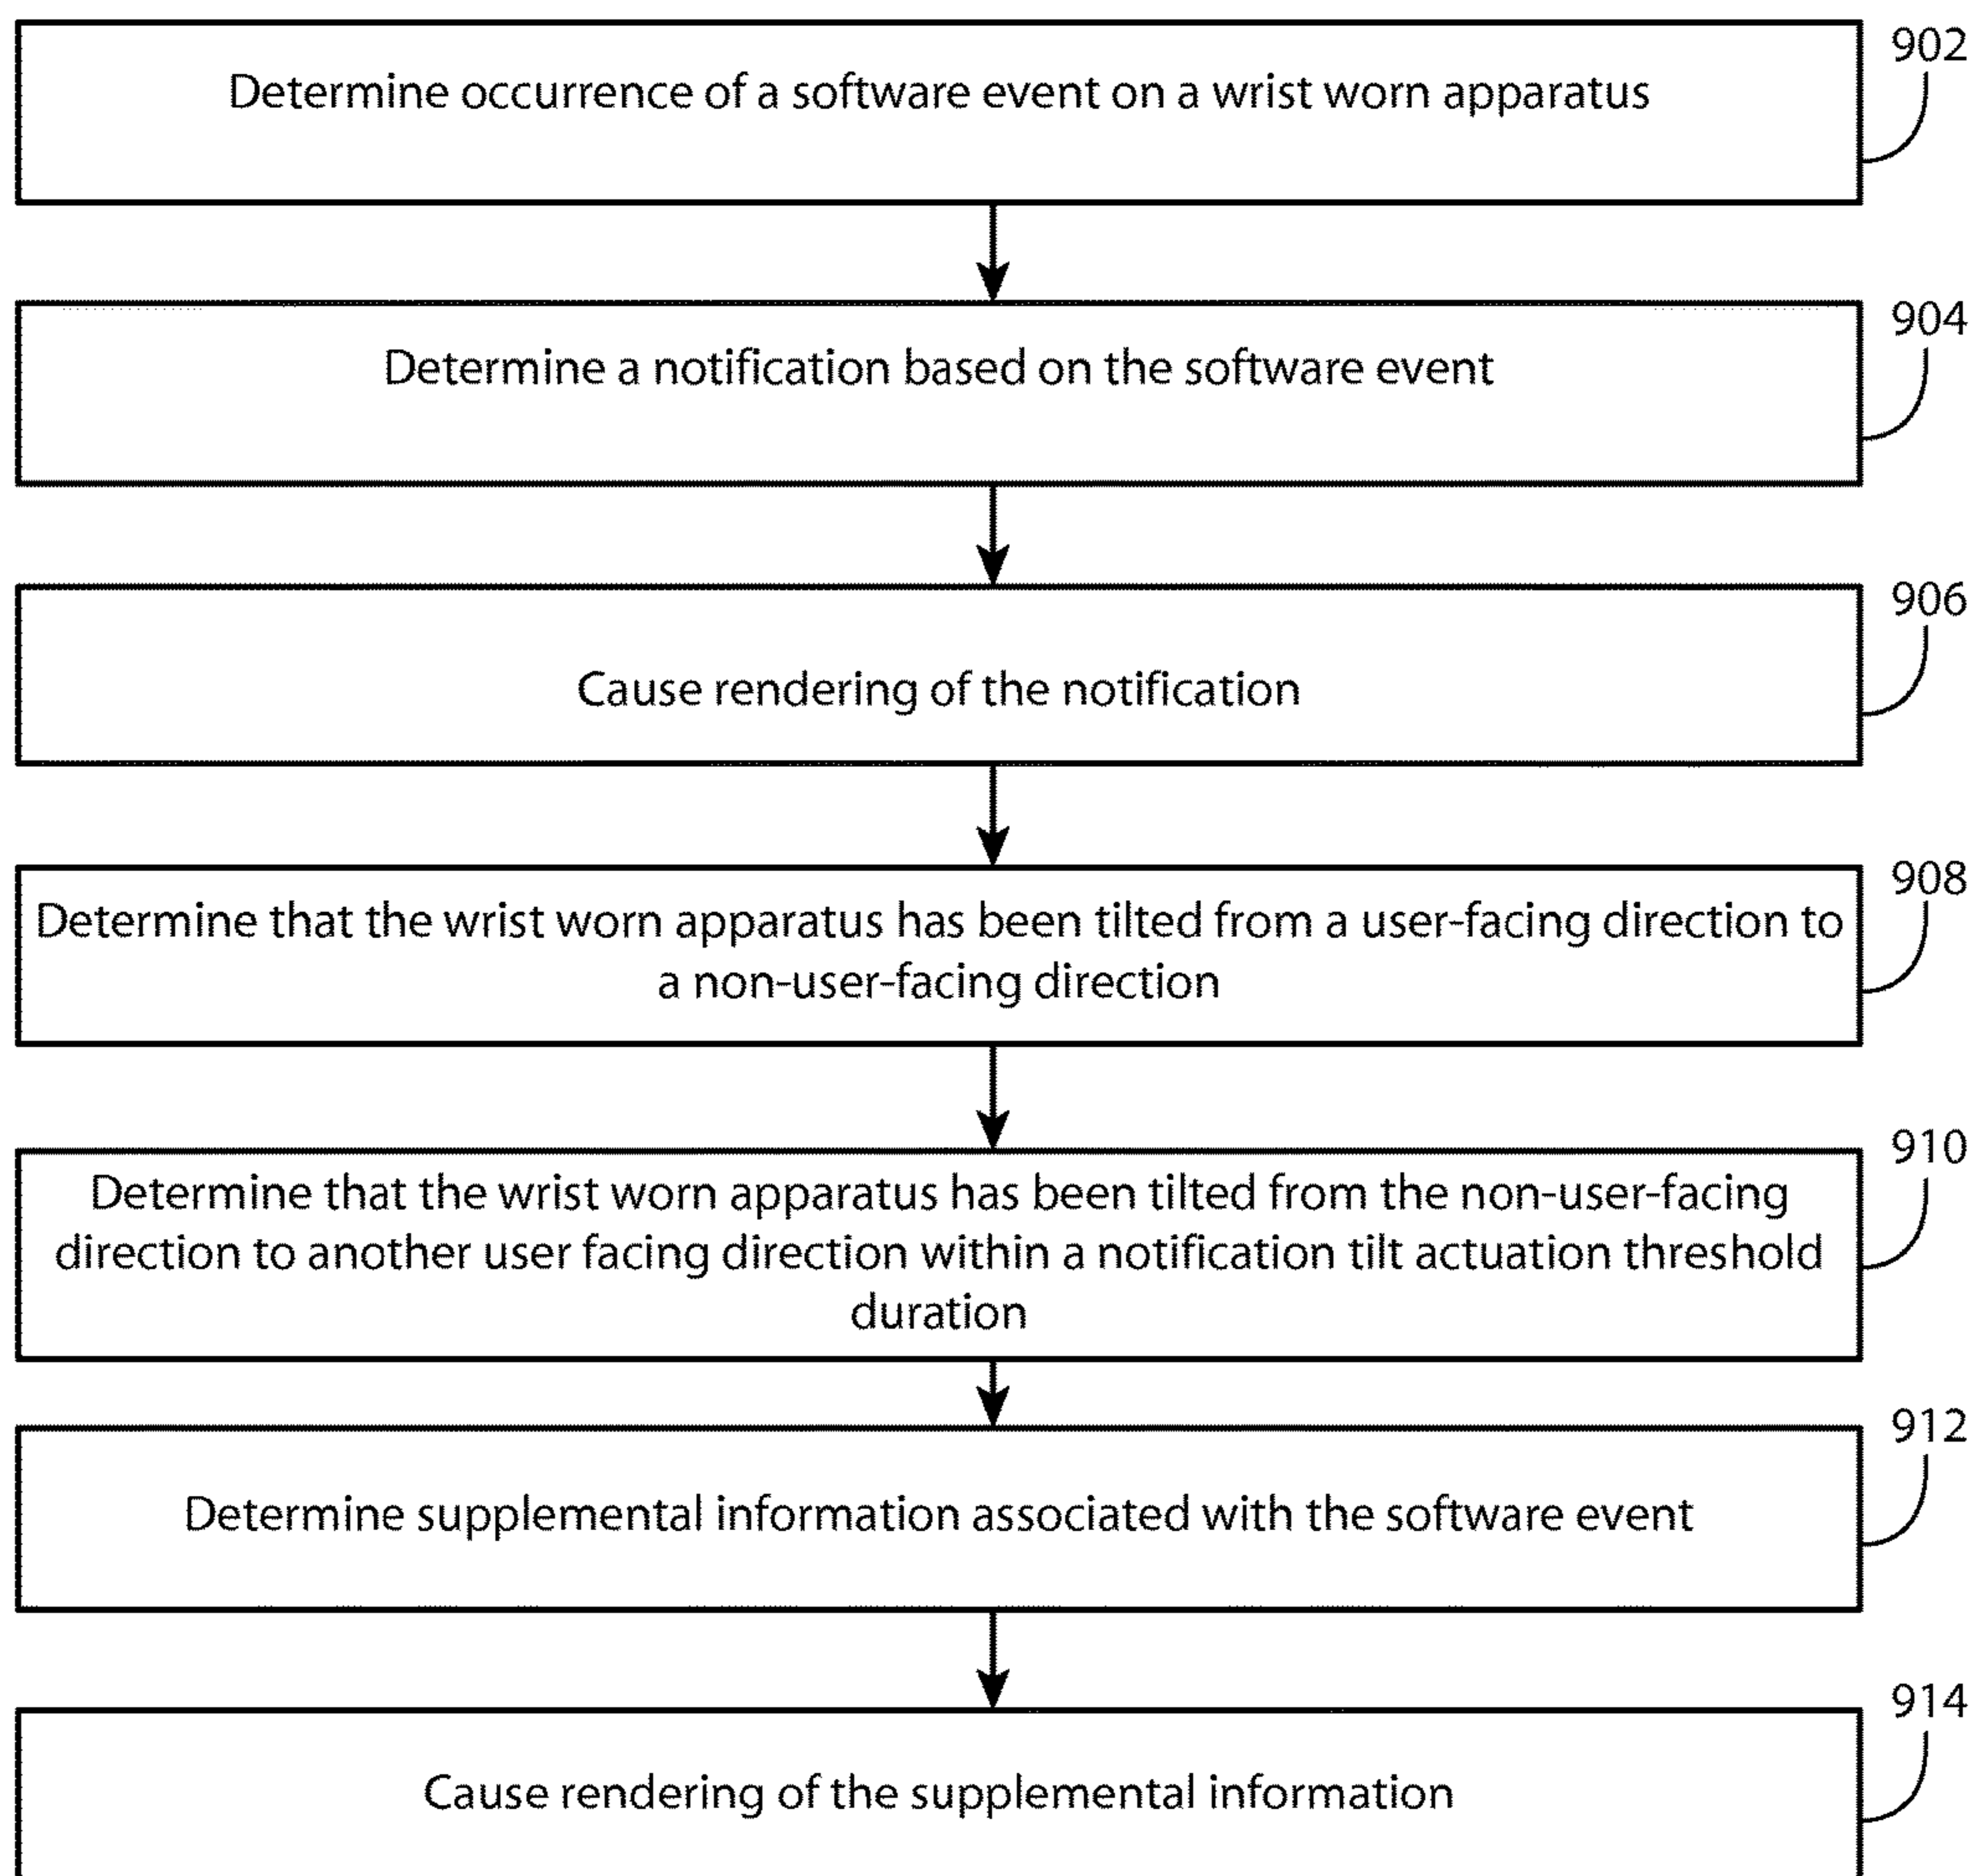 902
Determine occurrence of a software event on a wrist worn apparatus
904
Determine a notification based on the software event
906
Cause rendering of the notification
908
Determine that the wrist worn apparatus has been tilted from a user-facing direction to
a non-user-facing direction
910
Determine that the wrist worn apparatus has been tilted from the non-user-facing
direction to another user facing direction within a notification tilt actuation threshold
duration
912
Determine supplemental information associated with the software event
914
Cause rendering of the supplemental information